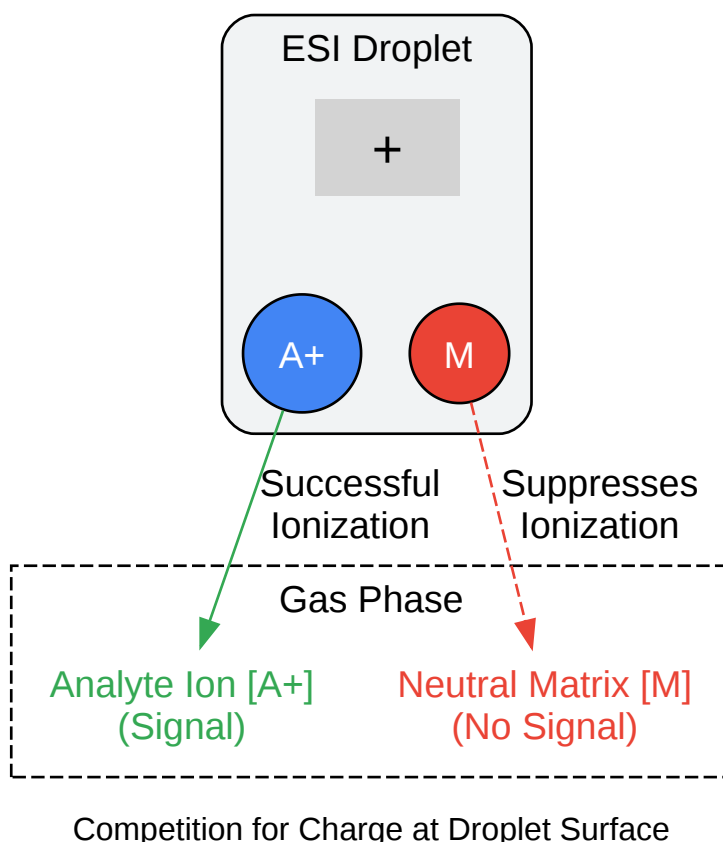 ESI Droplet
+
A+
M
Successful
Ionization
Suppresses
Ionization
Gas Phase
Analyte Ion [A+]
(Signal)
Neutral Matrix [M]
(No Signal)
Competition for Charge at Droplet Surface